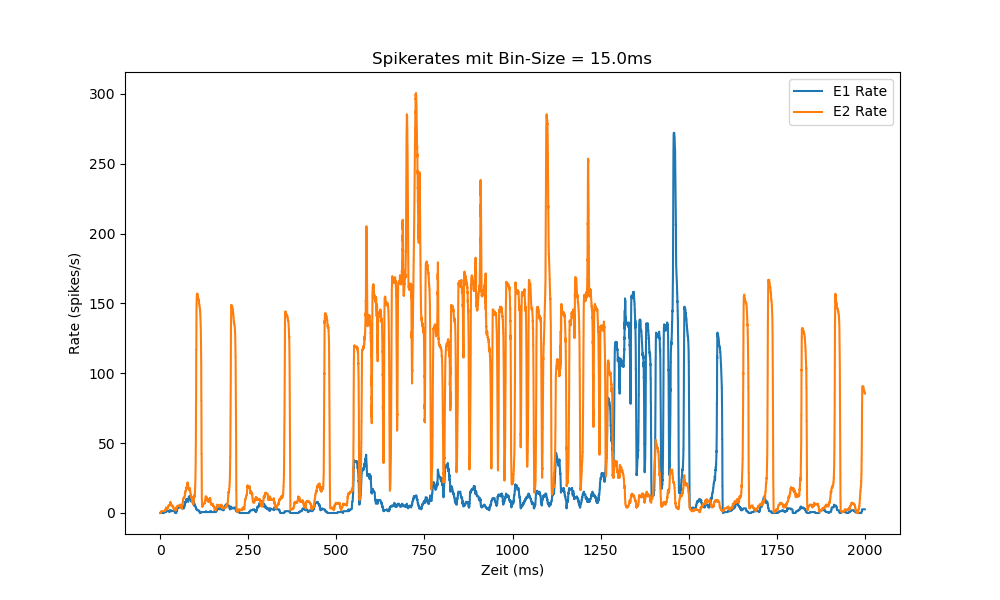 Spikerates mit Bin-Size = 15.0ms
E1 Rate
E2 Rate
Rate (spikes/s)
300
250
200
150
100
50
0
0 250 500 750 1000 1250 1500 1750 2000
Zeit (ms)